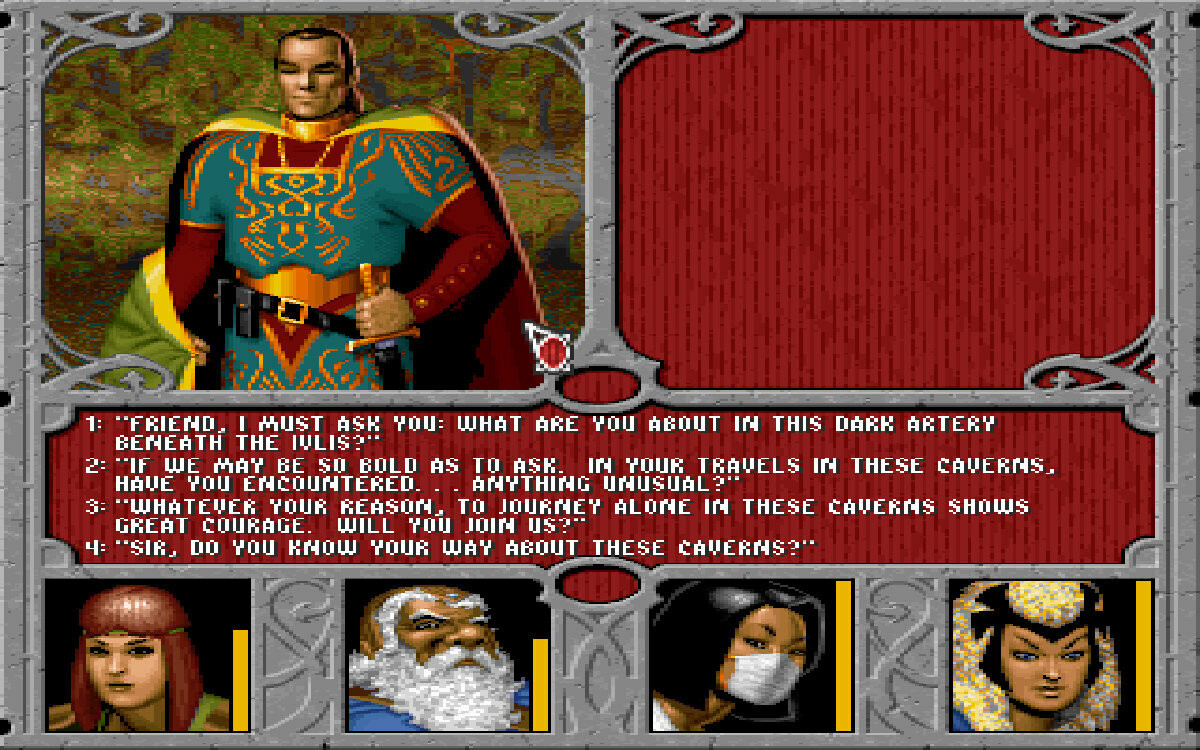 1: "FRIEND, I MUST ASK YOU: WHAT ARE YOU ABOUT IN THIS DARK ARTERY
BENEATH THE IVLIS?"
2: "IF WE MAY BE SO BOLD AS TO ASK.  IN YOUR TRAVELS IN THESE CAVERNS,
HAVE YOU ENCOUNTERED. . . ANYTHING UNUSUAL?"
3: "WHATEVER YOUR REASON, TO JOURNEY ALONE IN THESE CAVERNS SHOWS
GREAT COURAGE.  WILL YOU JOIN US?"
4: "SIR, DO YOU KNOW YOUR WAY ABOUT THESE CAVERNS?"